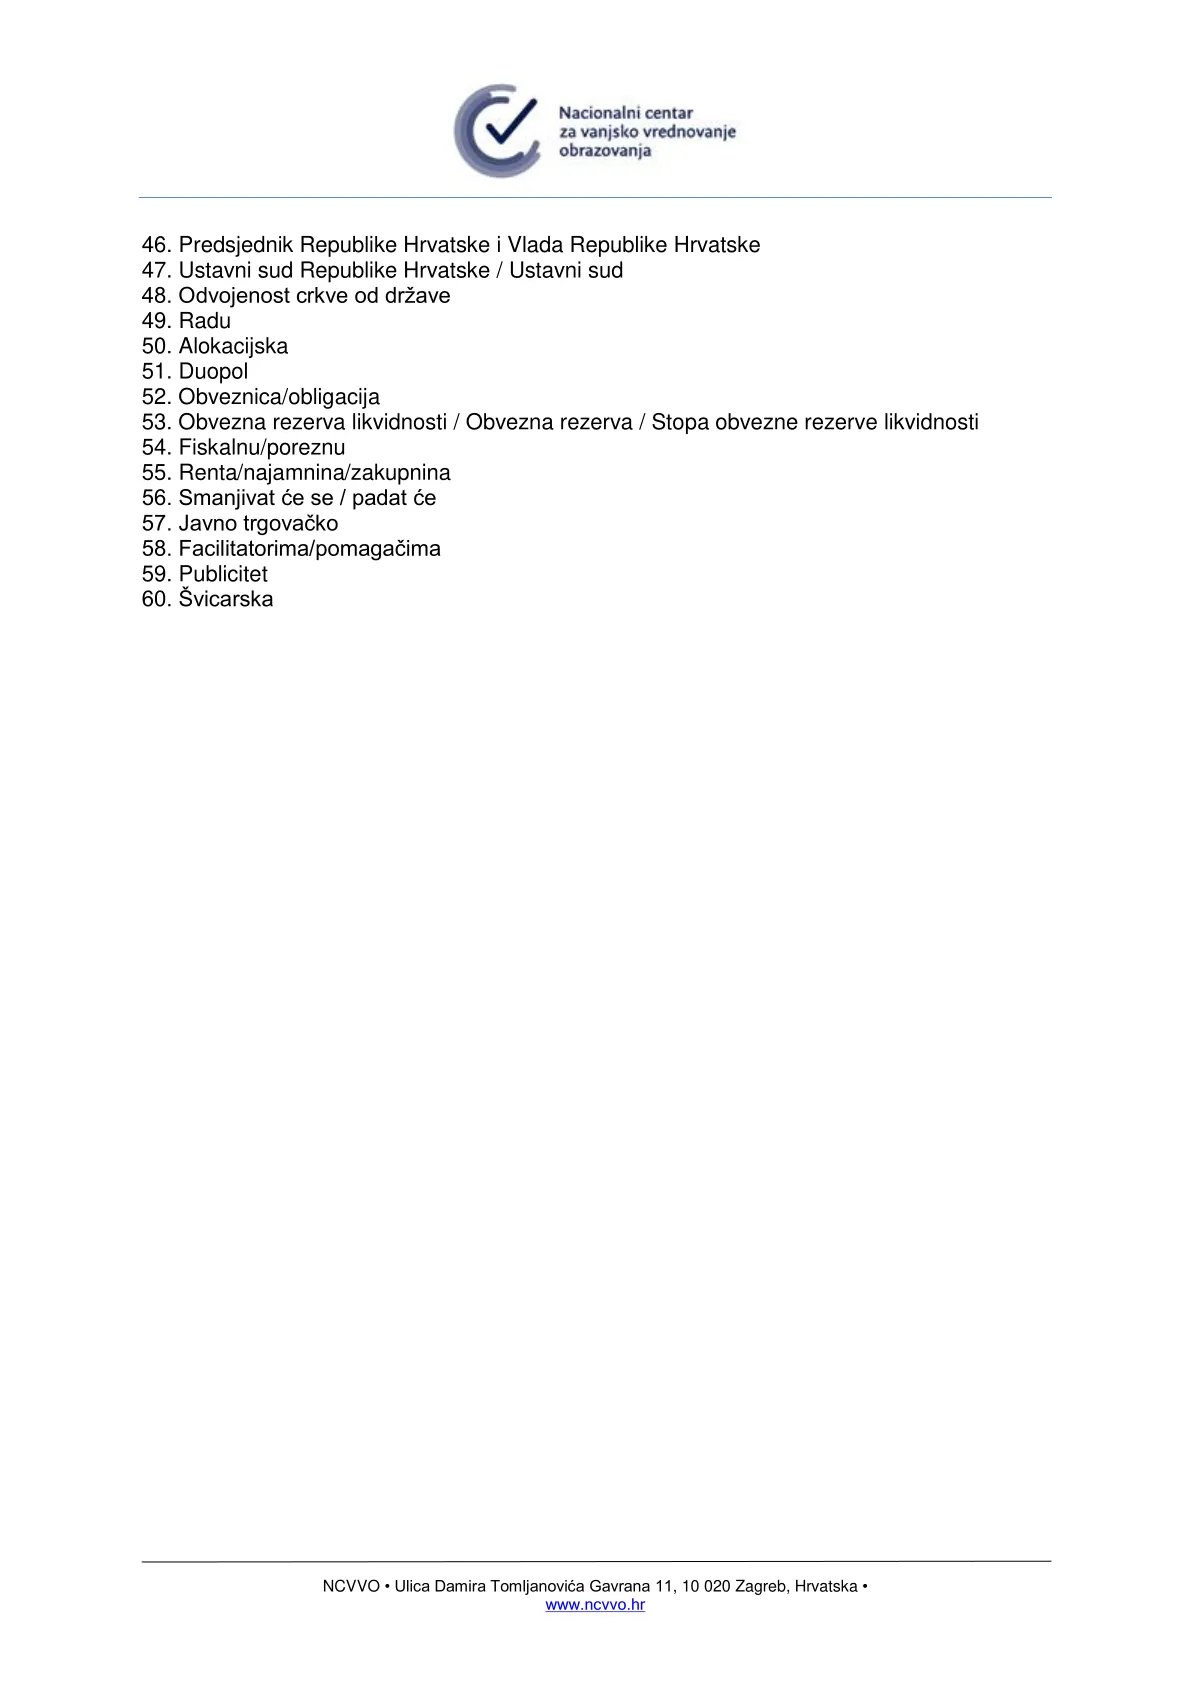 Nacionalni centar
za vanjsko vrednovanje
obrazovanja
46. Predsjednik Republike Hrvatske i Vlada Republike Hrvatske
47. Ustavni sud Republike Hrvatske / Ustavni sud
48. Odvojenost crkve od države
49. Radu
50. Alokacijska
51. Duopol
52. Obveznica/obligacija
53. Obvezna rezerva likvidnosti / Obvezna rezerva / Stopa obvezne rezerve likvidnosti
54. Fiskalnu/poreznu
55. Renta/najamnina/zakupnina
56. Smanjivat će se / padat će
57. Javno trgovačko
58. Facilitatorima/pomagačima
59. Publicitet
60. Švicarska
NCVVO • Ulica Damira Tomljanovića Gavrana 11, 10 020 Zagreb, Hrvatska •
www.ncvvo.hr